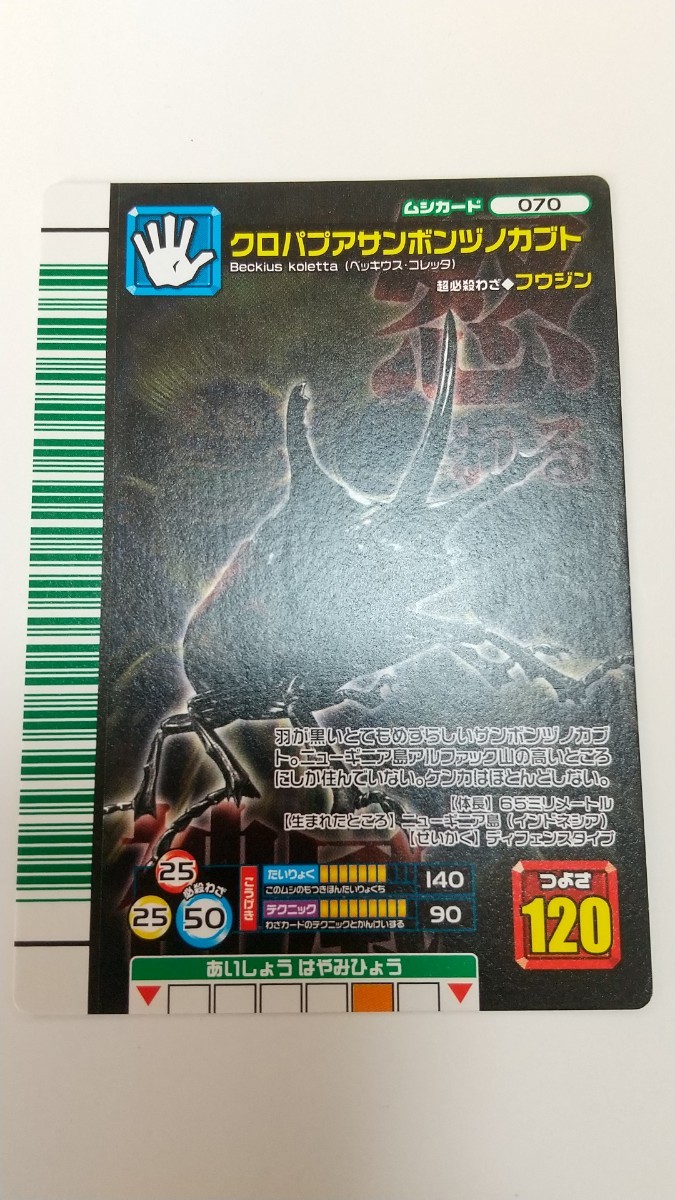 ムシカード 070
クロパプアサンボンヅノカブト
Beckius koletta (ベッキウス・コレッタ)
超必殺わざ◆フウジン
怒
る
羽が黒いとてもめずらしいサンボンヅノカブ
ト。ニューギニア島アルファック山の高いところ
にしか住んでいない。ケンカはほとんどしない。
【体長】65ミリメートル
【生まれたところ】ニューギニア島(インドネシア)
【せいかく】ディフェンスタイプ
25
必殺わざ
25 50
こうげき
たいりょく 140
このムシのもつきほんたいりょくち
テクニック 90
わざカードのテクニックとかんけいする
つよさ
120
あいしょう はやみひょう